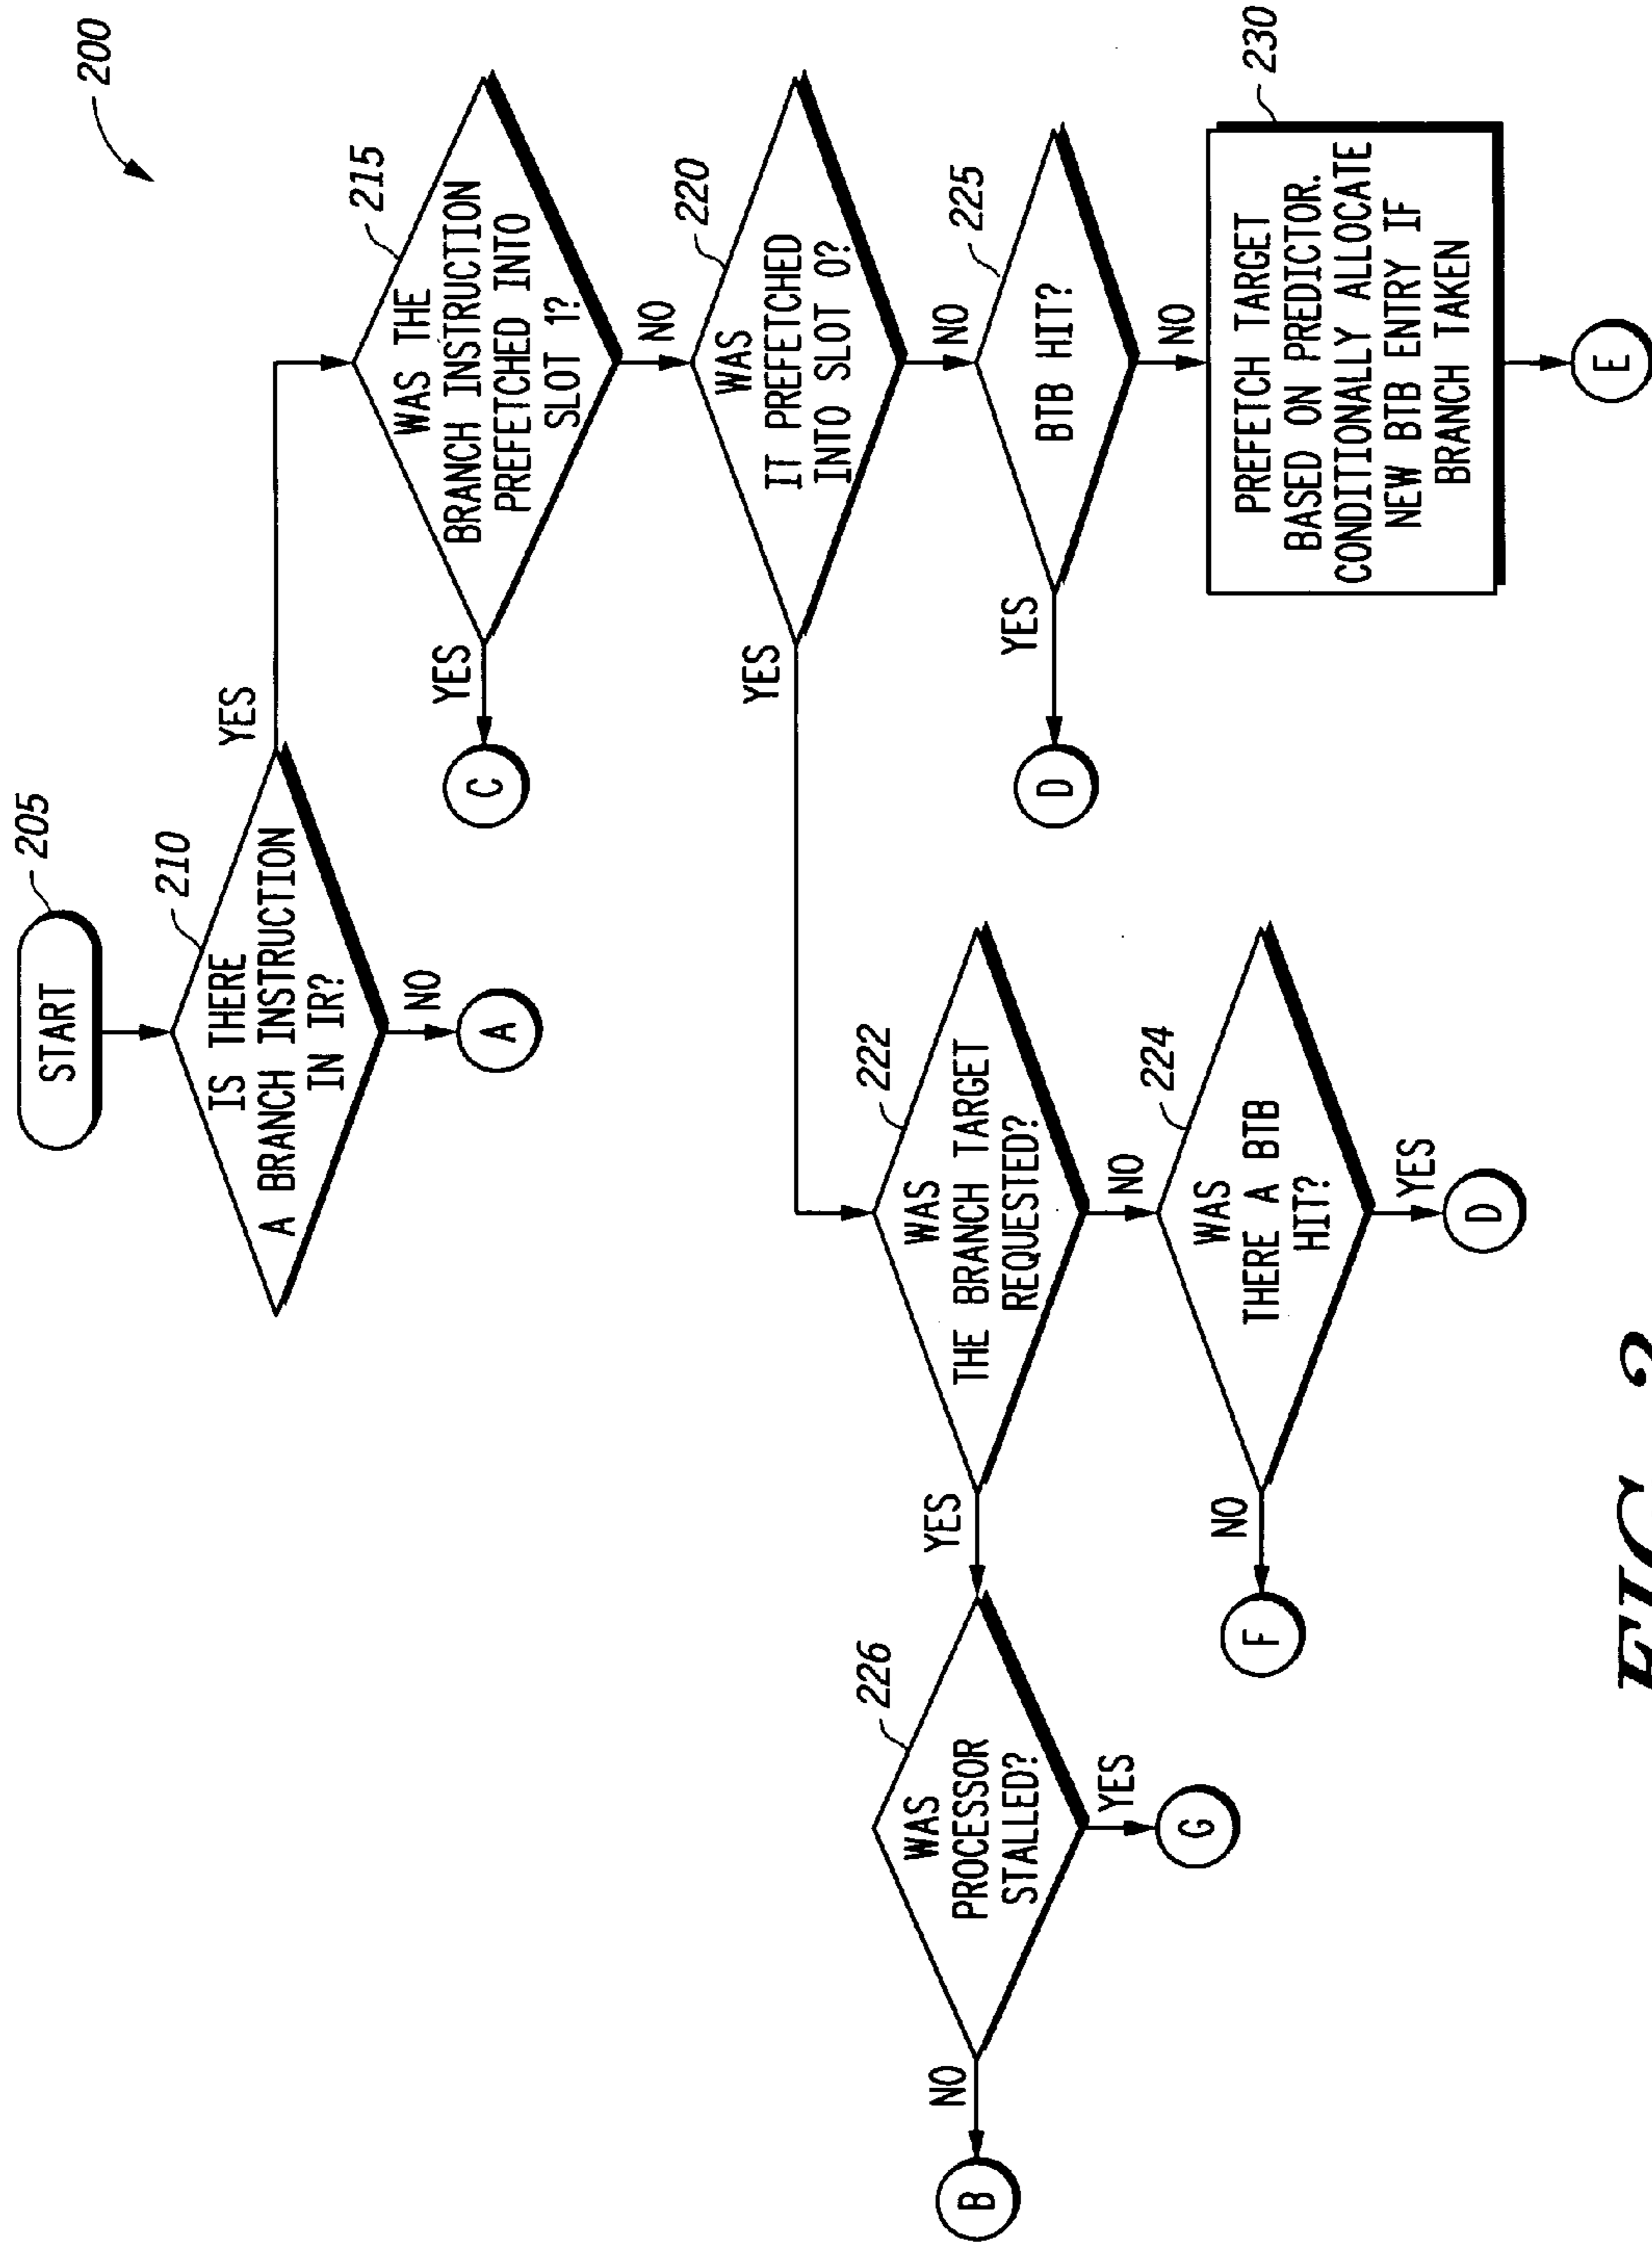 200
START
205
IS THERE
A BRANCH INSTRUCTION
IN IR?
210
YES
NO
A
WAS THE
BRANCH INSTRUCTION
PREFETCHED INTO
SLOT 1?
215
YES
C
NO
WAS
IT PREFETCHED
INTO SLOT 0?
220
YES
NO
BTB HIT?
225
YES
D
NO
PREFETCH TARGET
BASED ON PREDICTOR.
CONDITIONALLY ALLOCATE
NEW BTB ENTRY IF
BRANCH TAKEN
230
E
WAS
THE BRANCH TARGET
REQUESTED?
222
YES
NO
WAS
THERE A BTB
HIT?
224
NO
F
YES
D
WAS
PROCESSOR
STALLED?
226
NO
B
YES
G
FIG. 2